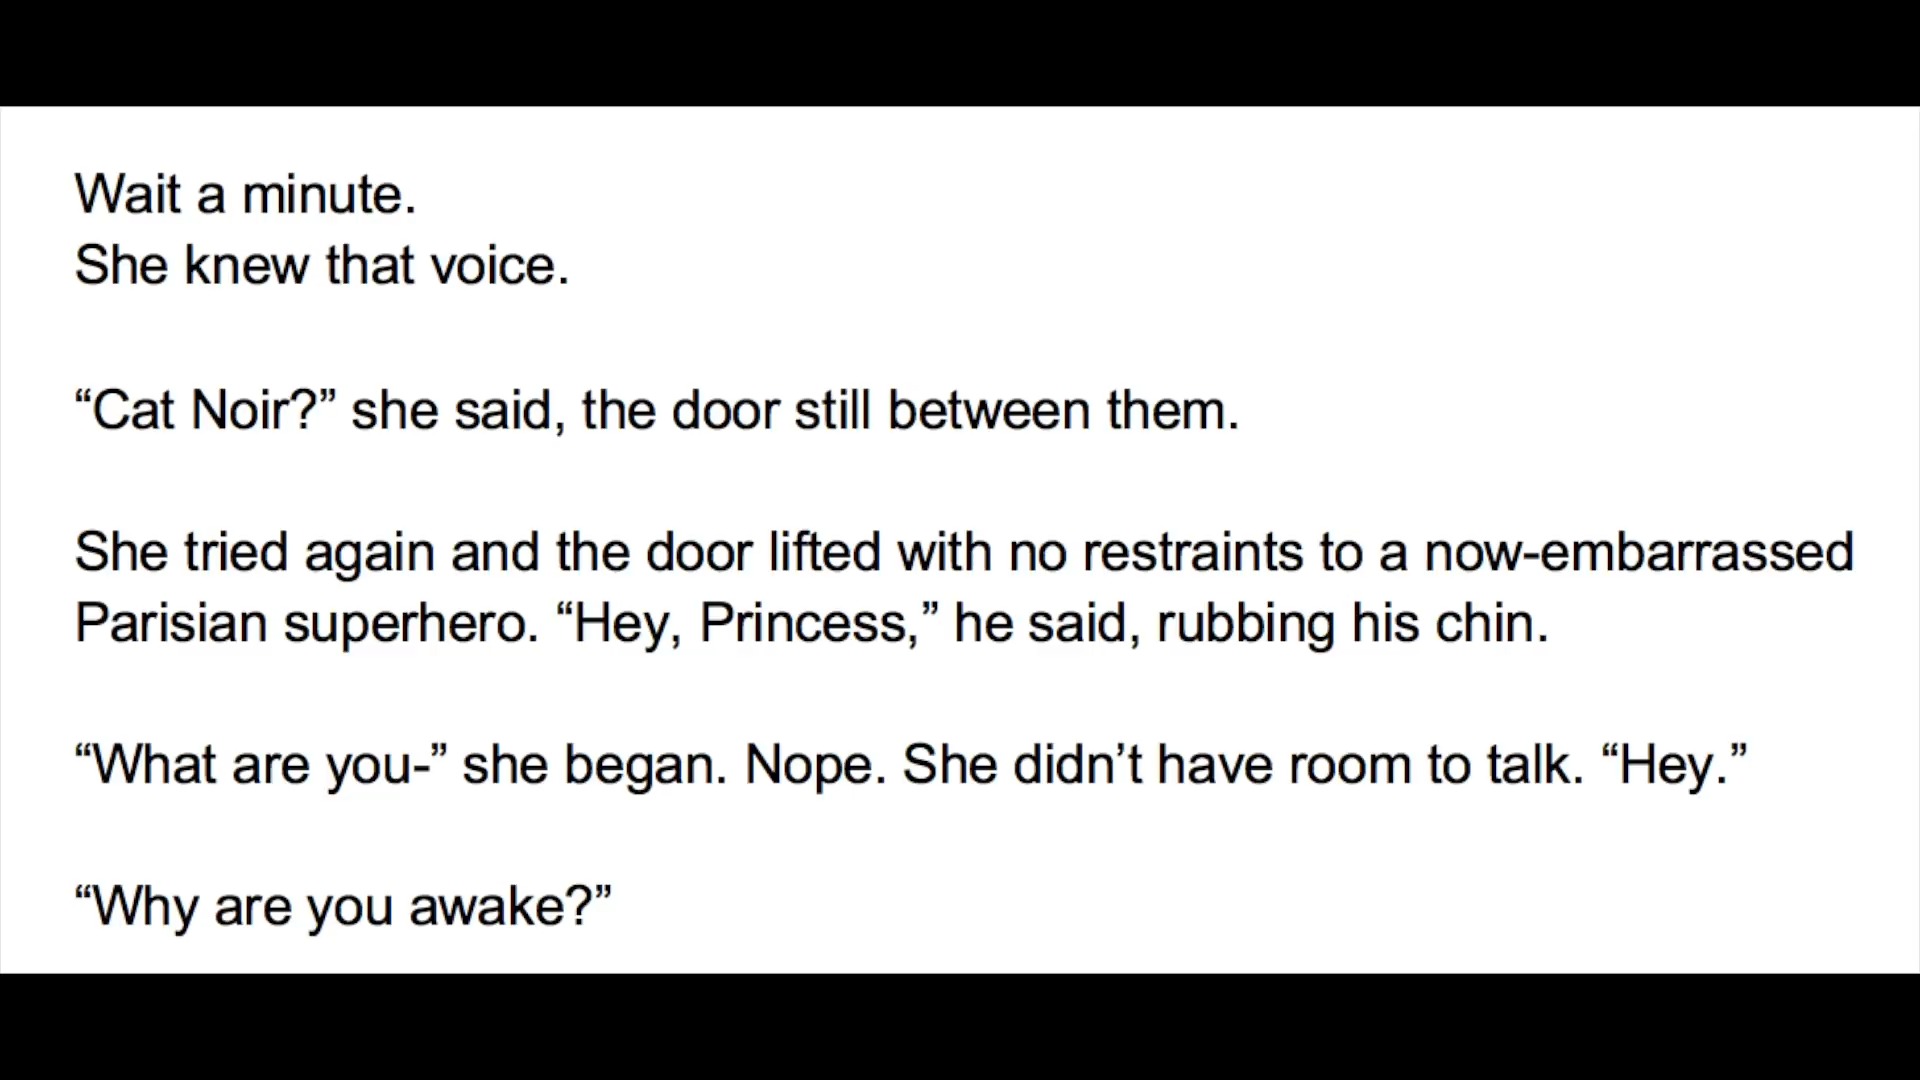 Wait a minute.
She knew that voice.
“Cat Noir?” she said, the door still between them.
She tried again and the door lifted with no restraints to a now-embarrassed
Parisian superhero. “Hey, Princess,” he said, rubbing his chin.
“What are you-” she began. Nope. She didn’t have room to talk. “Hey.”
“Why are you awake?”